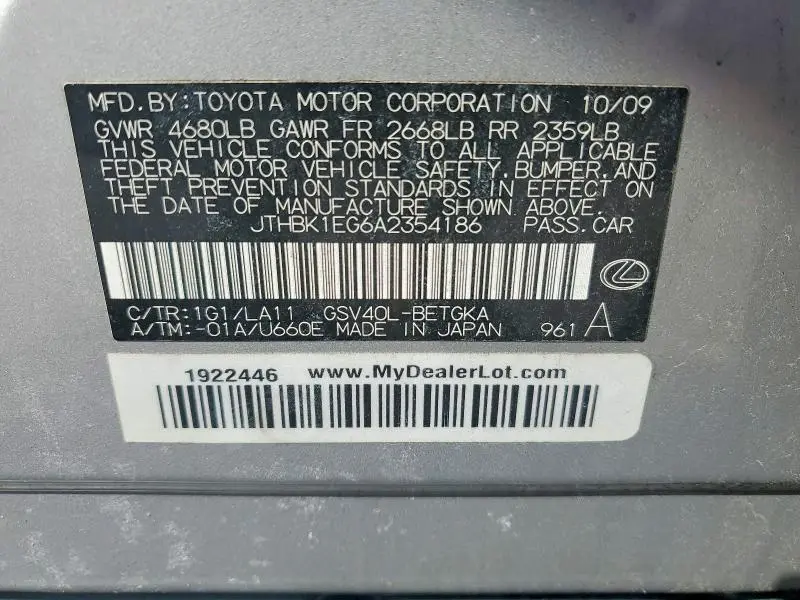 MFD. BY: TOYOTA MOTOR CORPORATION 10/09
GVWR 4680LB GAWR FR 2668LB RR 2359LB
THIS VEHICLE CONFORMS TO ALL APPLICABLE
FEDERAL MOTOR VEHICLE SAFETY, BUMPER, AND
THEFT PREVENTION STANDARDS IN EFFECT ON
THE DATE OF MANUFACTURE SHOWN ABOVE.
JTHBK1EG6A2354186 PASS. CAR
C/TR: 1G1/LA11 GSV40L-BETGKA
A/TM: -01A/U660E MADE IN JAPAN 961 A
1922446 www.MyDealerLot.com